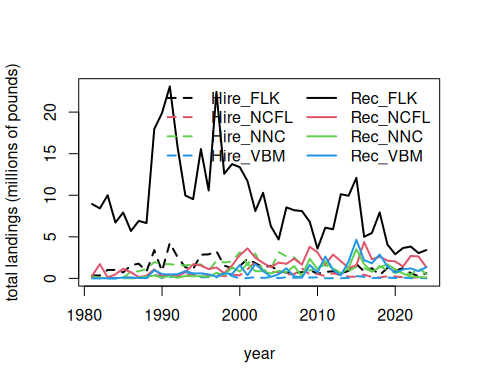 total landings (millions of pounds)
20
15
10
5
0
Hire_FLK Rec_FLK
Hire_NCFL Rec_NCFL
Hire_NNC Rec_NNC
Hire_VBM Rec_VBM
1980 1990 2000 2010 2020
year